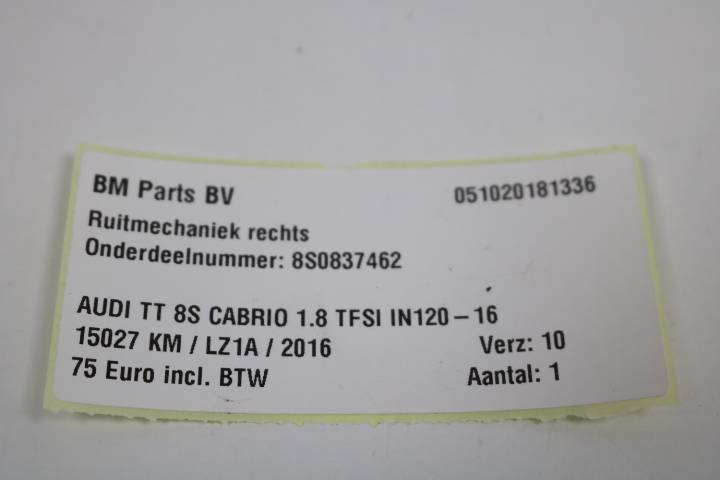 BM Parts BV 051020181336
Ruitmechaniek rechts
Onderdeelnummer: 8S0837462
AUDI TT 8S CABRIO 1.8 TFSI IN120-16
15027 KM / LZ1A / 2016 Verz: 10
75 Euro incl. BTW Aantal: 1